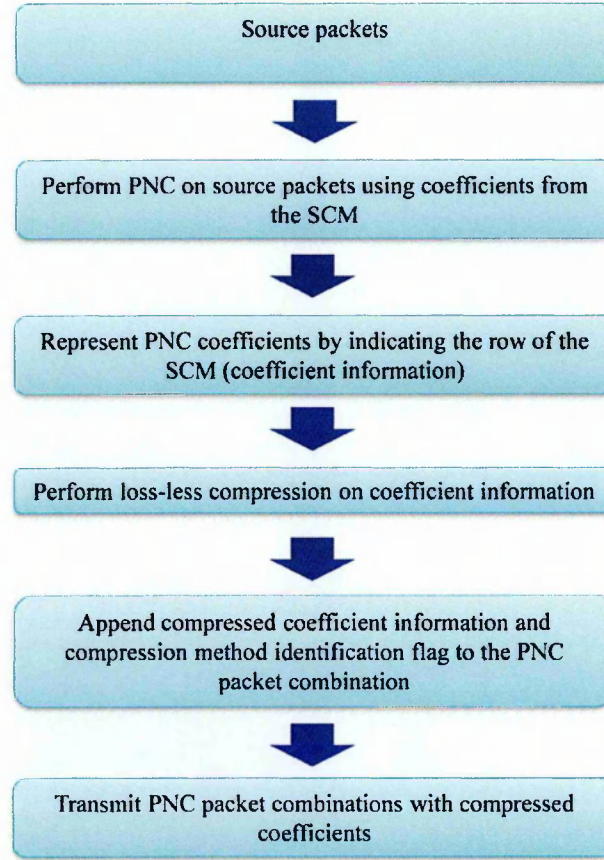 Source packets
Perform PNC on source packets using coefficients from
the SCM
Represent PNC coefficients by indicating the row of the
SCM (coefficient information)
Perform loss-less compression on coefficient information
Append compressed coefficient information and
compression method identification flag to the PNC
packet combination
Transmit PNC packet combinations with compressed
coefficients